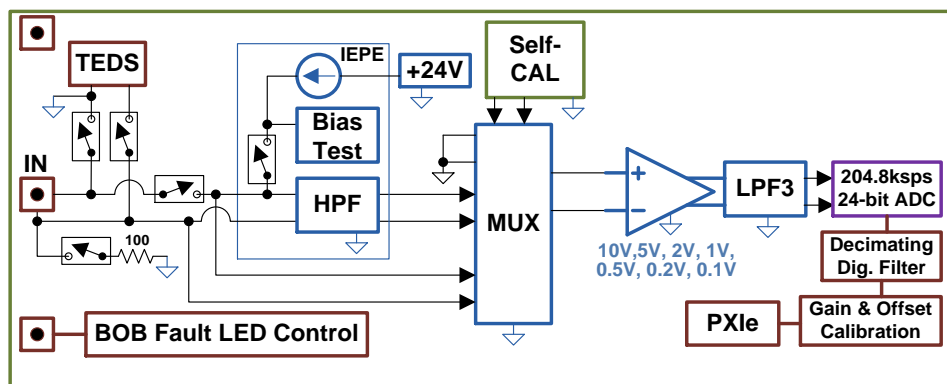 TEDS
IEPE
+24V
Self-
CAL
Bias
Test
IN
HPF
MUX
LPF3
204.8ksps
24-bit ADC
100
10V,5V, 2V, 1V,
0.5V, 0.2V, 0.1V
Decimating
Dig. Filter
BOB Fault LED Control
PXIe
Gain & Offset
Calibration